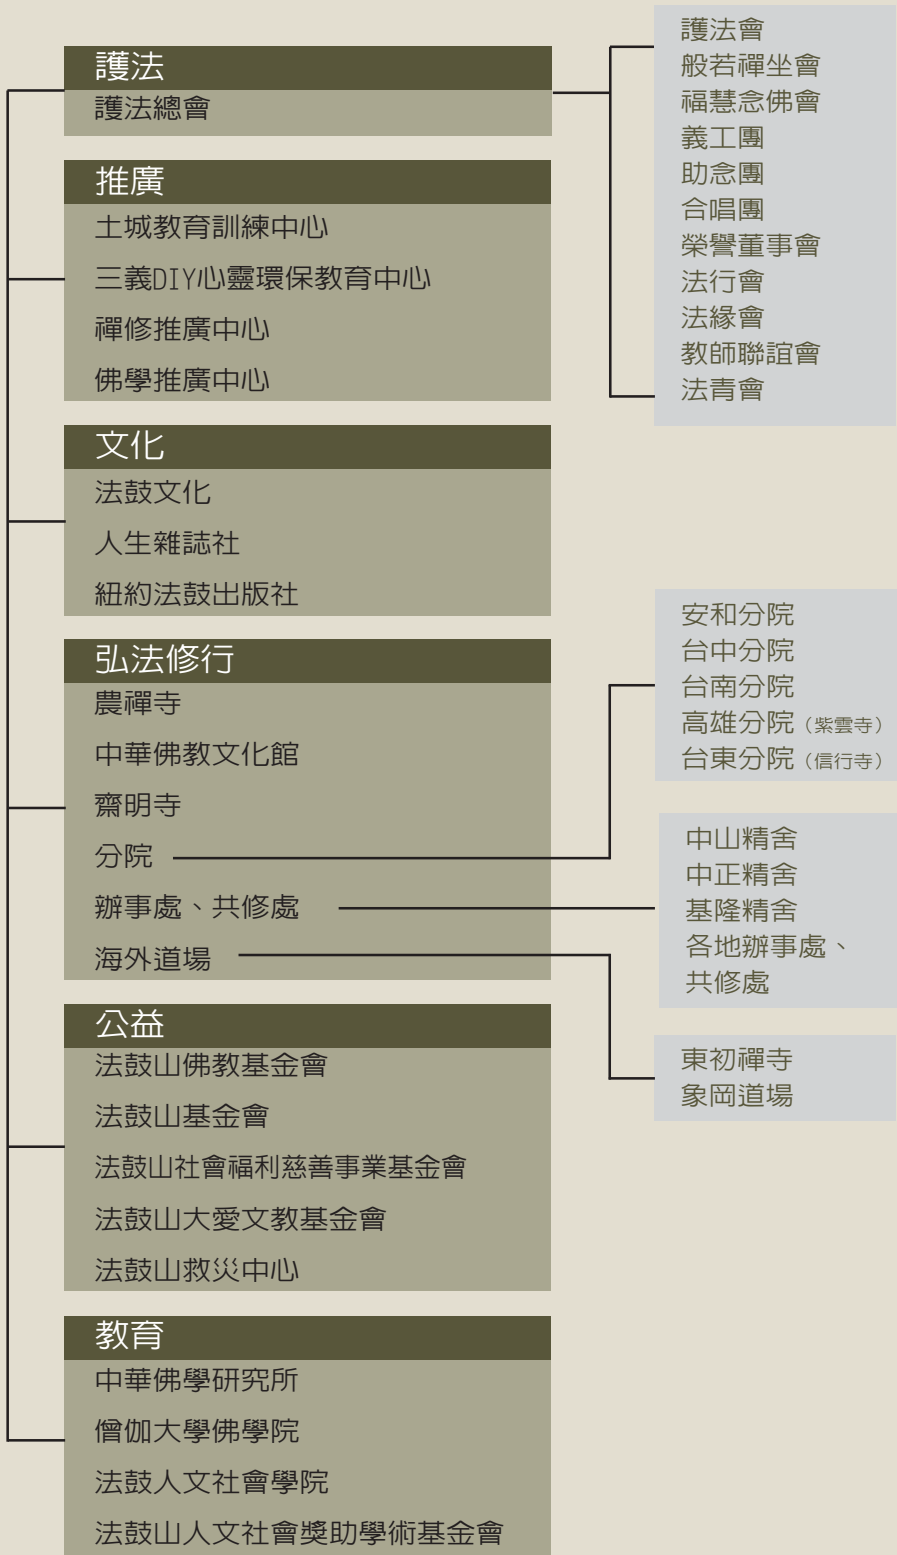 護法
護法總會
護法會
般若禪坐會
福慧念佛會
義工團
助念團
合唱團
榮譽董事會
法行會
法緣會
教師聯誼會
法青會
推廣
土城教育訓練中心
三義DIY心靈環保教育中心
禪修推廣中心
佛學推廣中心
文化
法鼓文化
人生雜誌社
紐約法鼓出版社
弘法修行
農禪寺
中華佛教文化館
齋明寺
分院
辦事處、共修處
海外道場
安和分院
台中分院
台南分院
高雄分院（紫雲寺）
台東分院（信行寺）
中山精舍
中正精舍
基隆精舍
各地辦事處、
共修處
東初禪寺
象岡道場
公益
法鼓山佛教基金會
法鼓山基金會
法鼓山社會福利慈善事業基金會
法鼓山大愛文教基金會
法鼓山救災中心
教育
中華佛學研究所
僧伽大學佛學院
法鼓人文社會學院
法鼓山人文社會獎助學術基金會